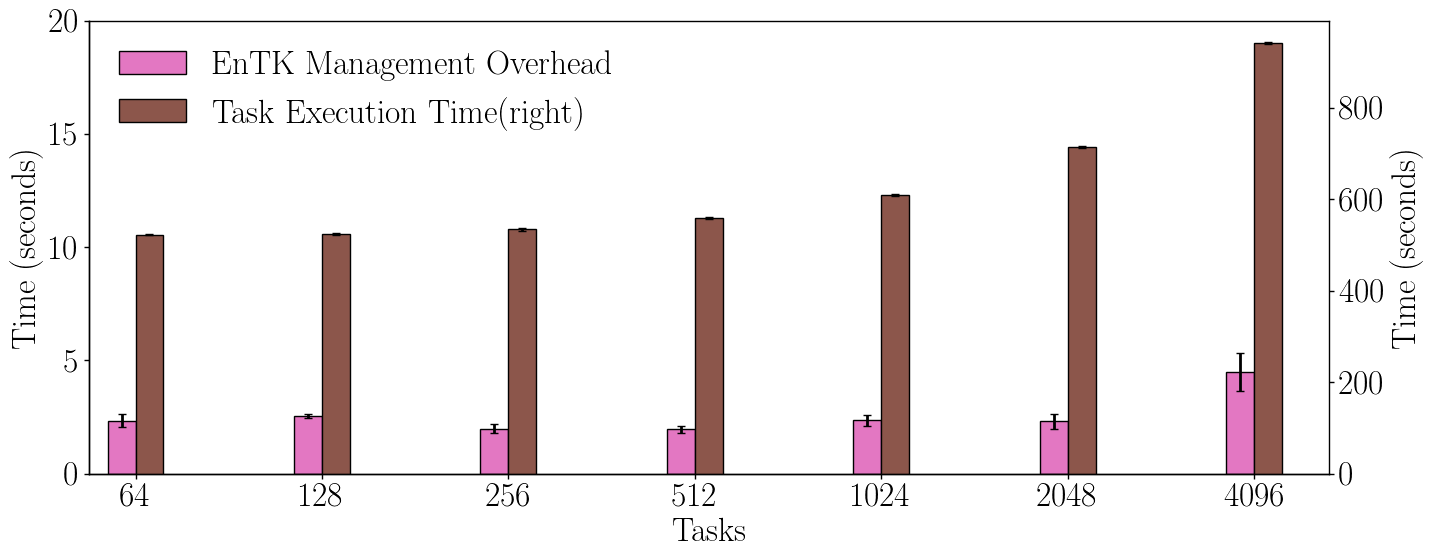 EnTK Management Overhead
Task Execution Time(right)
Time (seconds)
20
15
10
5
0
800
600
400
200
0
Time (seconds)
64 128 256 512 1024 2048 4096
Tasks